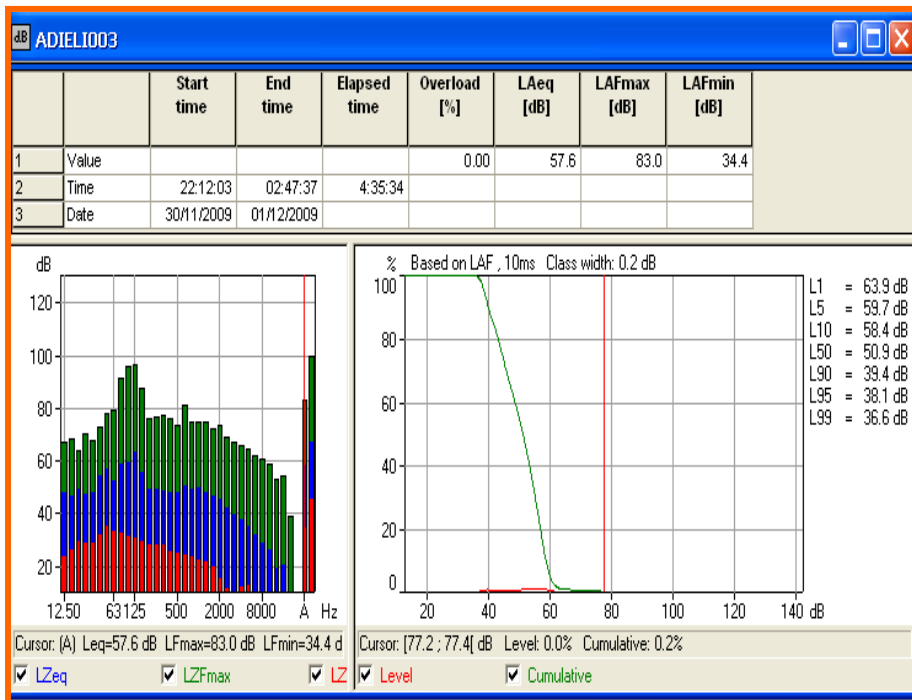 dB ADIELI003
Start time End time Elapsed time Overload [%] LAeq [dB] LAFmax [dB] LAFmin [dB]
1 Value 0.00 57.6 83.0 34.4
2 Time 22:12:03 02:47:37 4:35:34
3 Date 30/11/2009 01/12/2009
dB
120
100
80
60
40
20
12.50 63 125 500 2000 8000 A Hz
Cursor: (A) Leq=57.6 dB LFmax=83.0 dB LFmin=34.4 d
LZeq LZFmax LZ
% Based on LAF , 10ms Class width: 0.2 dB
100
80
60
40
20
0
20 40 60 80 100 120 140 dB
L1 = 63.9 dB
L5 = 59.7 dB
L10 = 58.4 dB
L50 = 50.9 dB
L90 = 39.4 dB
L95 = 38.1 dB
L99 = 36.6 dB
Cursor: [77.2 ; 77.4[ dB Level: 0.0% Cumulative: 0.2%
Level Cumulative